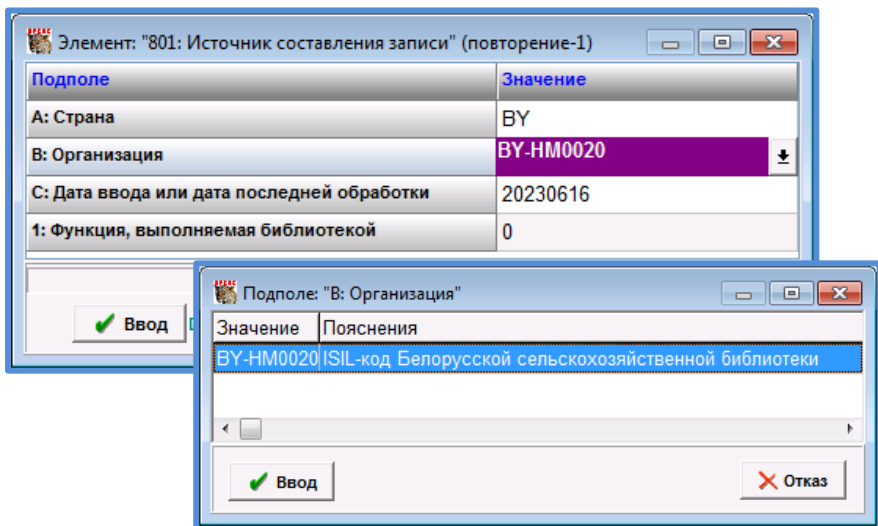 Элемент: "801: Источник составления записи" (повторение-1)
Подполе Значение
A: Страна BY
B: Организация BY-HM0020
C: Дата ввода или дата последней обработки 20230616
1: Функция, выполняемая библиотекой 0
Ввод
Подполе: "B: Организация"
Значение Пояснения
BY-HM0020 ISIL-код Белорусской сельскохозяйственной библиотеки
Ввод Отказ